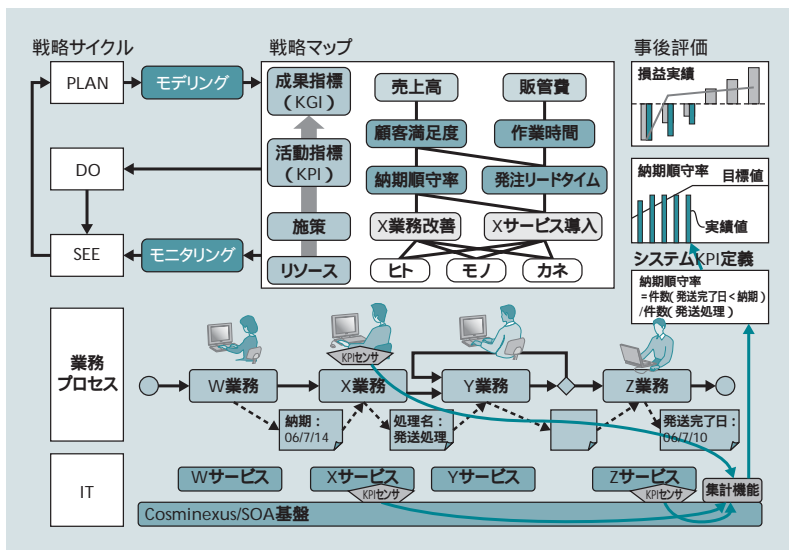 戦略サイクル
戦略マップ
事後評価
PLAN
モデリング
DO
SEE
モニタリング
成果指標
(KGI)
活動指標
(KPI)
施策
リソース
売上高
販管費
顧客満足度
作業時間
納期順守率
発注リードタイム
X業務改善
Xサービス導入
ヒト
モノ
カネ
損益実績
納期順守率
目標値
実績値
システムKPI定義
納期順守率
=件数(発送完了日<納期)
/件数(発送処理)
業務
プロセス
KPIセンサ
W業務
X業務
Y業務
Z業務
納期:
06/7/14
処理名:
発送処理
発送完了日:
06/7/10
IT
Wサービス
Xサービス
Yサービス
Zサービス
KPIセンサ
KPIセンサ
集計機能
Cosminexus/SOA基盤